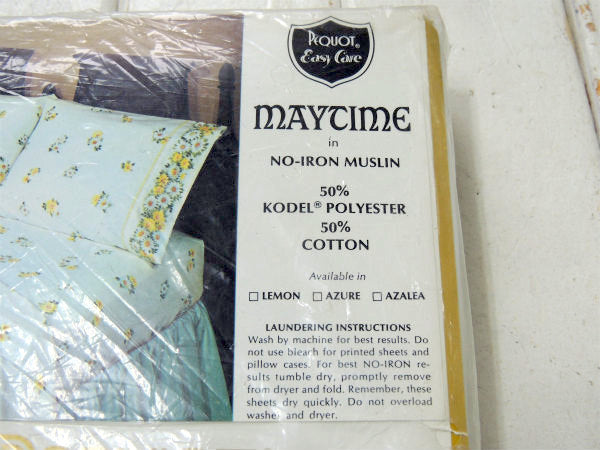 PEQUOT®
Easy Care
MAYTIME
in
NO-IRON MUSLIN
50%
KODEL® POLYESTER
50%
COTTON
Available in
☐ LEMON ☐ AZURE ☐ AZALEA
LAUNDERING INSTRUCTIONS
Wash by machine for best results. Do
not use bleach for printed sheets and
pillow cases. For best NO-IRON re-
sults tumble dry, promptly remove
from dryer and fold. Remember, these
sheets dry quickly. Do not overload
washer and dryer.